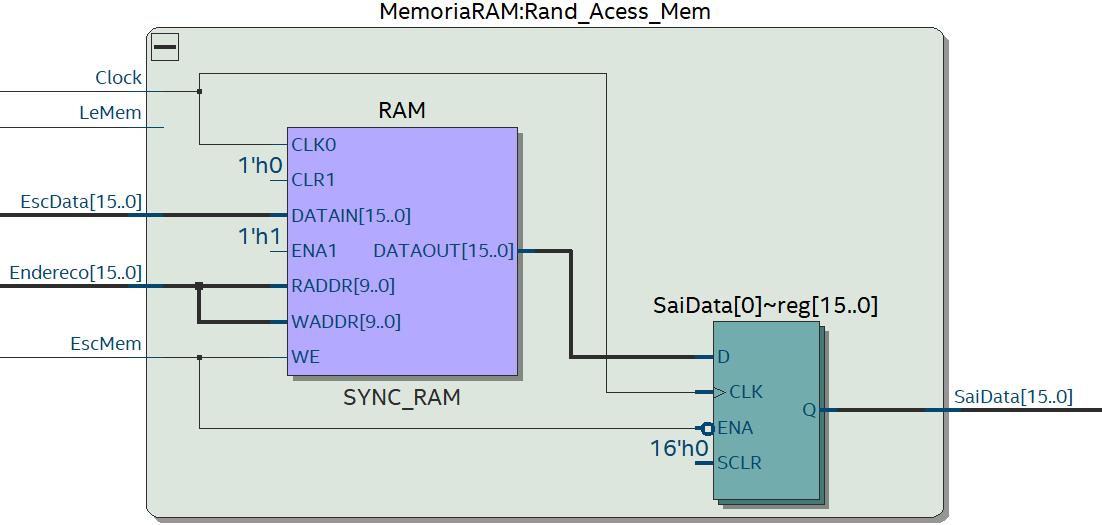 MemoriaRAM:Rand_Acess_Mem
Clock
LeMem
EscData[15..0]
Endereco[15..0]
EscMem
RAM
CLK0
1'h0
CLR1
DATAIN[15..0]
1'h1
ENA1
DATAOUT[15..0]
RADDR[9..0]
WADDR[9..0]
WE
SYNC_RAM
SaiData[0]~reg[15..0]
D
CLK
Q
ENA
16'h0
SCLR
SaiData[15..0]